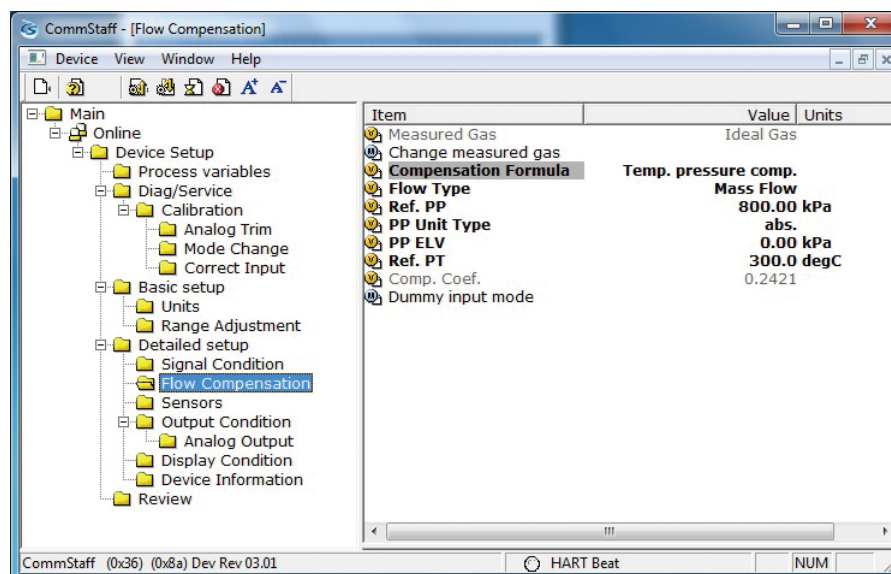 CommStaff - [Flow Compensation]
Device View Window Help
Main
Online
Device Setup
Process variables
Diag/Service
Calibration
Analog Trim
Mode Change
Correct Input
Basic setup
Units
Range Adjustment
Detailed setup
Signal Condition
Flow Compensation
Sensors
Output Condition
Analog Output
Display Condition
Device Information
Review
Item Value Units
Measured Gas Ideal Gas
Change measured gas
Compensation Formula Temp. pressure comp.
Flow Type Mass Flow
Ref. PP 800.00 kPa
PP Unit Type abs.
PP ELV 0.00 kPa
Ref. PT 300.0 degC
Comp. Coef. 0.2421
Dummy input mode
CommStaff (0x36) (0x8a) Dev Rev 03.01 HART Beat NUM